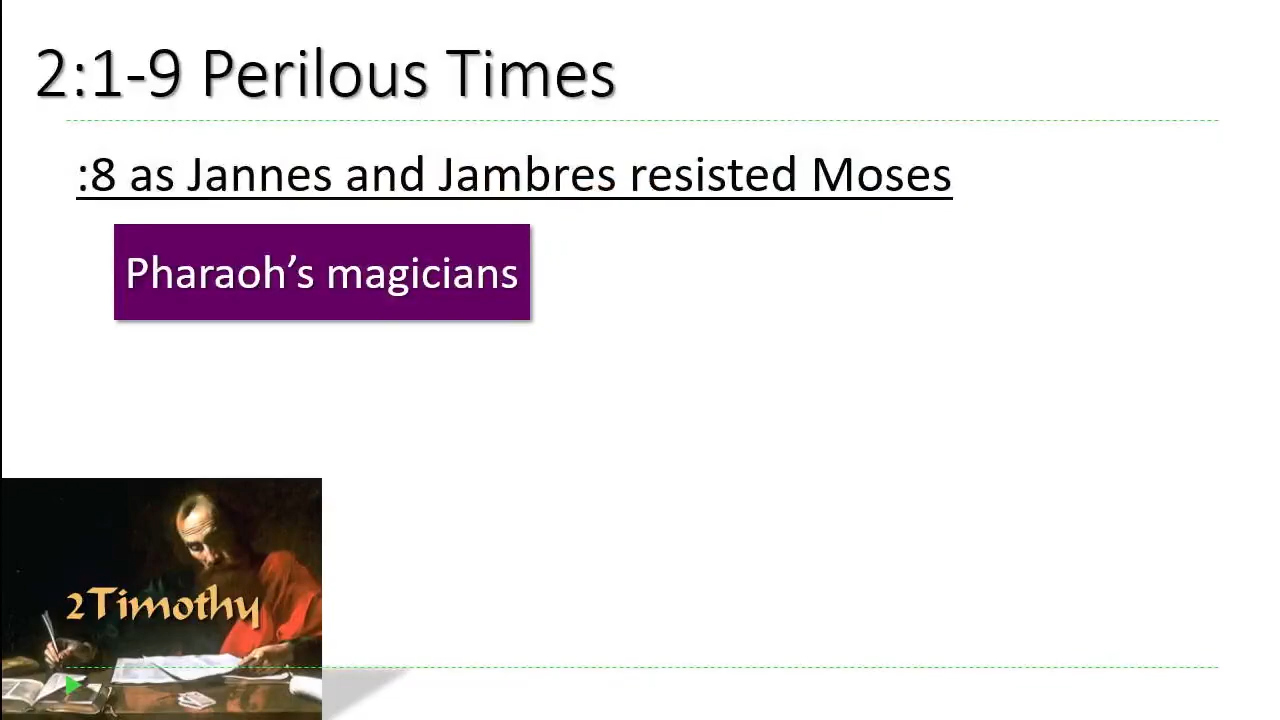 2:1-9 Perilous Times
:8 as Jannes and Jambres resisted Moses
Pharaoh’s magicians
2Timothy